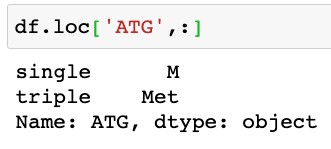 df.loc['ATG',:]
single      M
triple    Met
Name: ATG, dtype: object